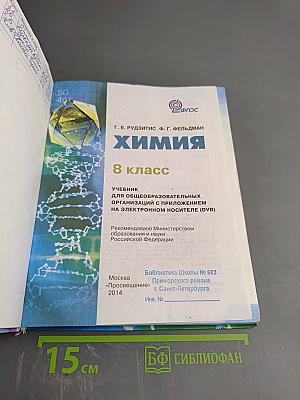 ФГОС
Г. Е. РУДЗИТИС Ф. Г. ФЕЛЬДМАН
ХИМИЯ
8 класс
УЧЕБНИК
ДЛЯ ОБЩЕОБРАЗОВАТЕЛЬНЫХ
ОРГАНИЗАЦИЙ С ПРИЛОЖЕНИЕМ
НА ЭЛЕКТРОННОМ НОСИТЕЛЕ (DVD)
Рекомендовано Министерством
образования и науки
Российской Федерации
Москва
«Просвещение»
2014
Библиотека Школы № 683
Приморского района
г. Санкт-Петербурга
Инв. №
15 см
БФ БИБЛИОФАН